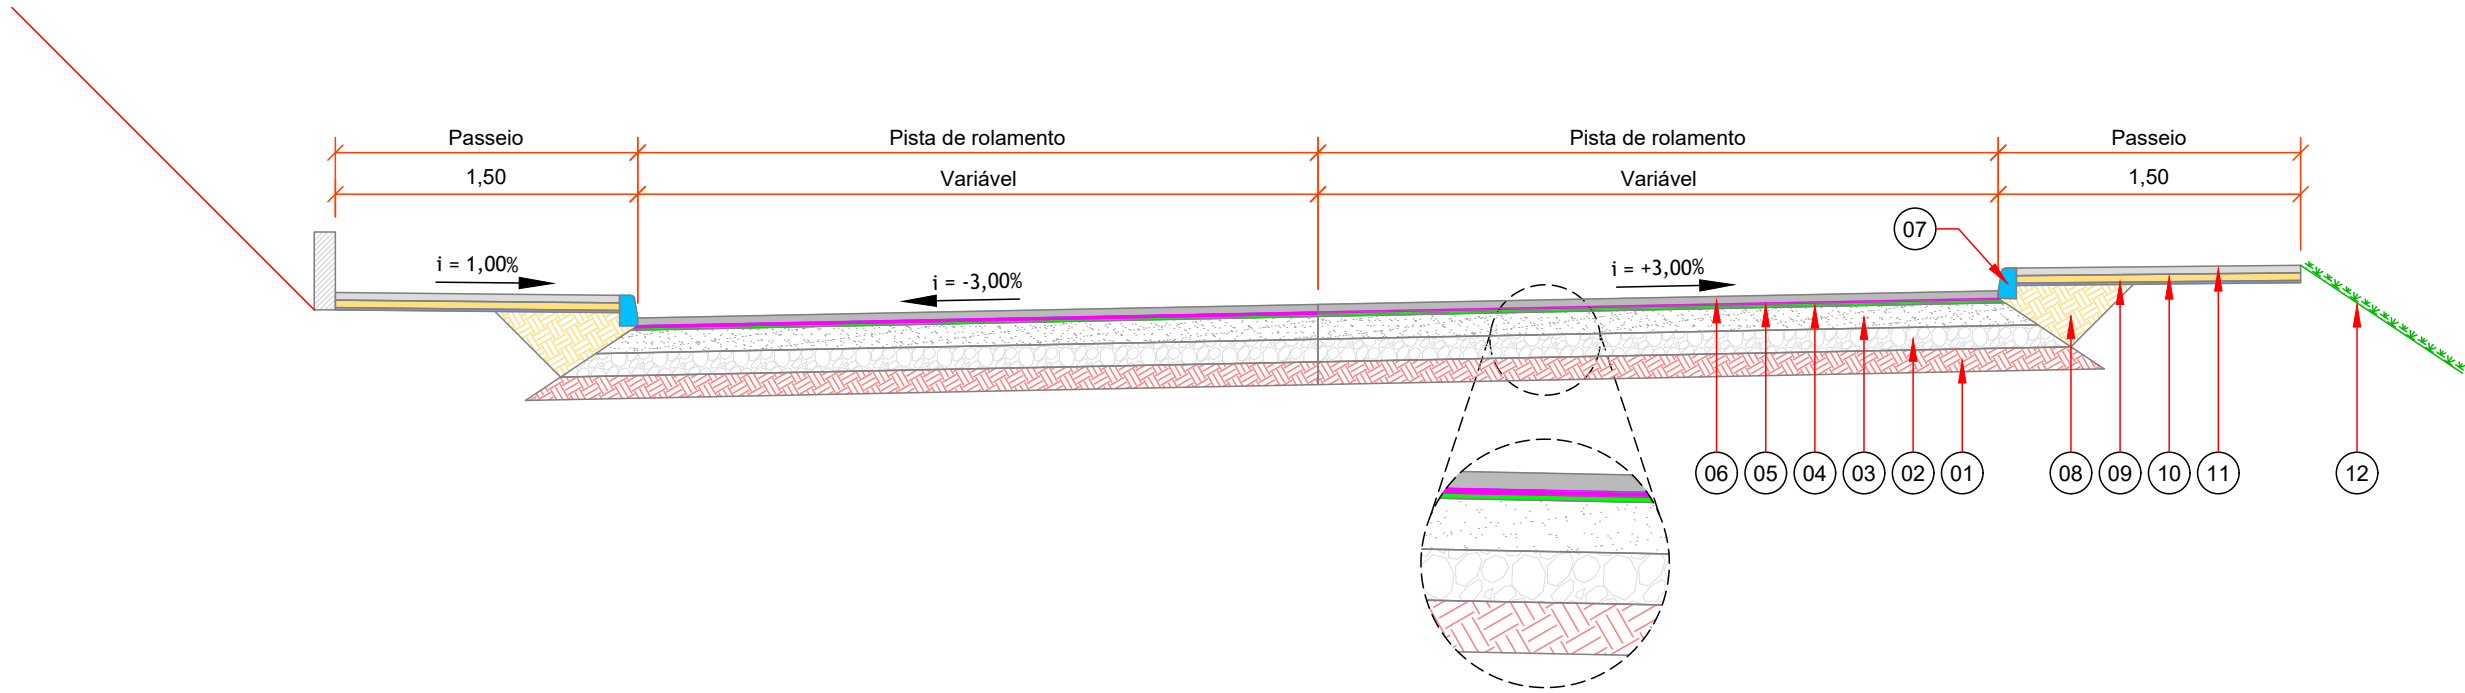 Passeio
Pista de rolamento
Pista de rolamento
Passeio
1,50
Variável
Variável
1,50
07
i = 1,00%
i = -3,00%
i = +3,00%
06
05
04
03
02
01
08
09
10
11
12